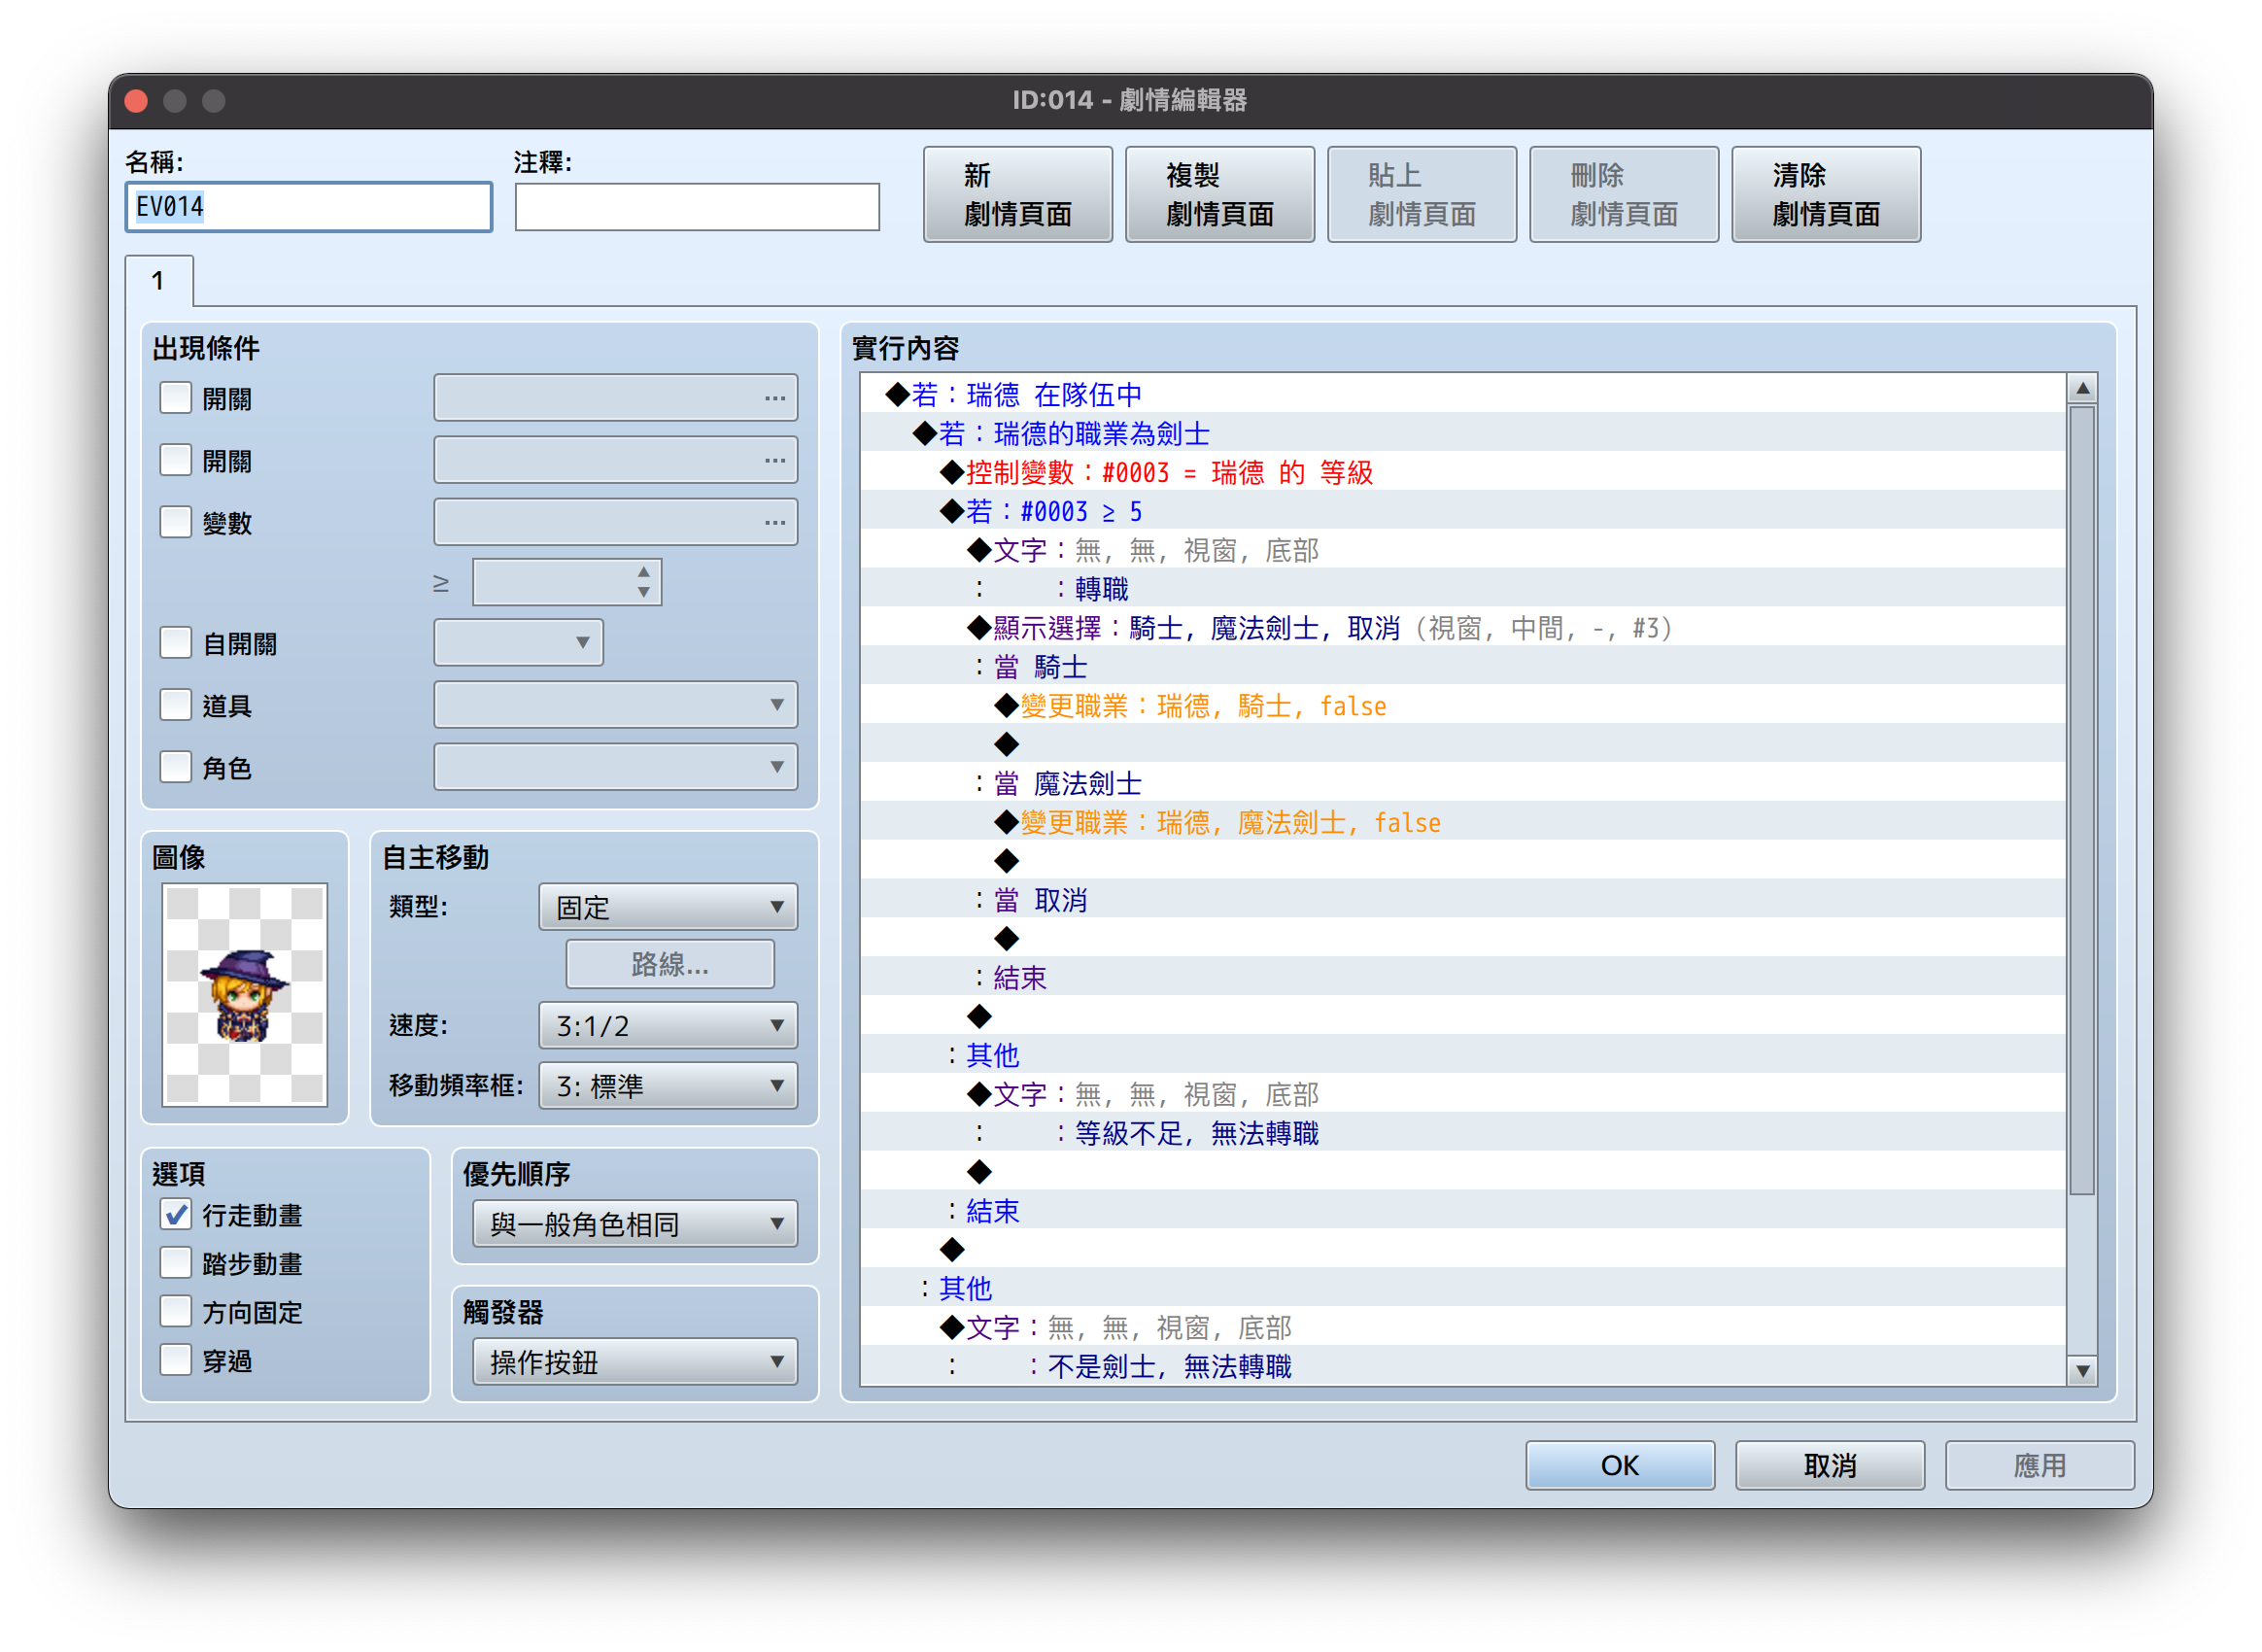 ID:014 - 劇情編輯器
名稱:
注釋:
EV014
新
劇情頁面
複製
劇情頁面
貼上
劇情頁面
刪除
劇情頁面
清除
劇情頁面
1
出現條件
開關
...
開關
...
變數
...
≥
自開關
道具
角色
圖像
自主移動
類型:
固定
路線...
速度:
3:1/2
移動頻率框:
3: 標準
選項
行走動畫
踏步動畫
方向固定
穿過
優先順序
與一般角色相同
觸發器
操作按鈕
實行內容
◆若：瑞德 在隊伍中
◆若：瑞德的職業為劍士
◆控制變數：#0003 = 瑞德 的 等級
◆若：#0003 ≥ 5
◆文字：無, 無, 視窗, 底部
：　　：轉職
◆顯示選擇：騎士, 魔法劍士, 取消 (視窗, 中間, -, #3)
：當 騎士
◆變更職業：瑞德, 騎士, false
◆
：當 魔法劍士
◆變更職業：瑞德, 魔法劍士, false
◆
：當 取消
◆
：結束
◆
：其他
◆文字：無, 無, 視窗, 底部
：　　：等級不足, 無法轉職
◆
：結束
◆
：其他
◆文字：無, 無, 視窗, 底部
：　　：不是劍士, 無法轉職
OK
取消
應用